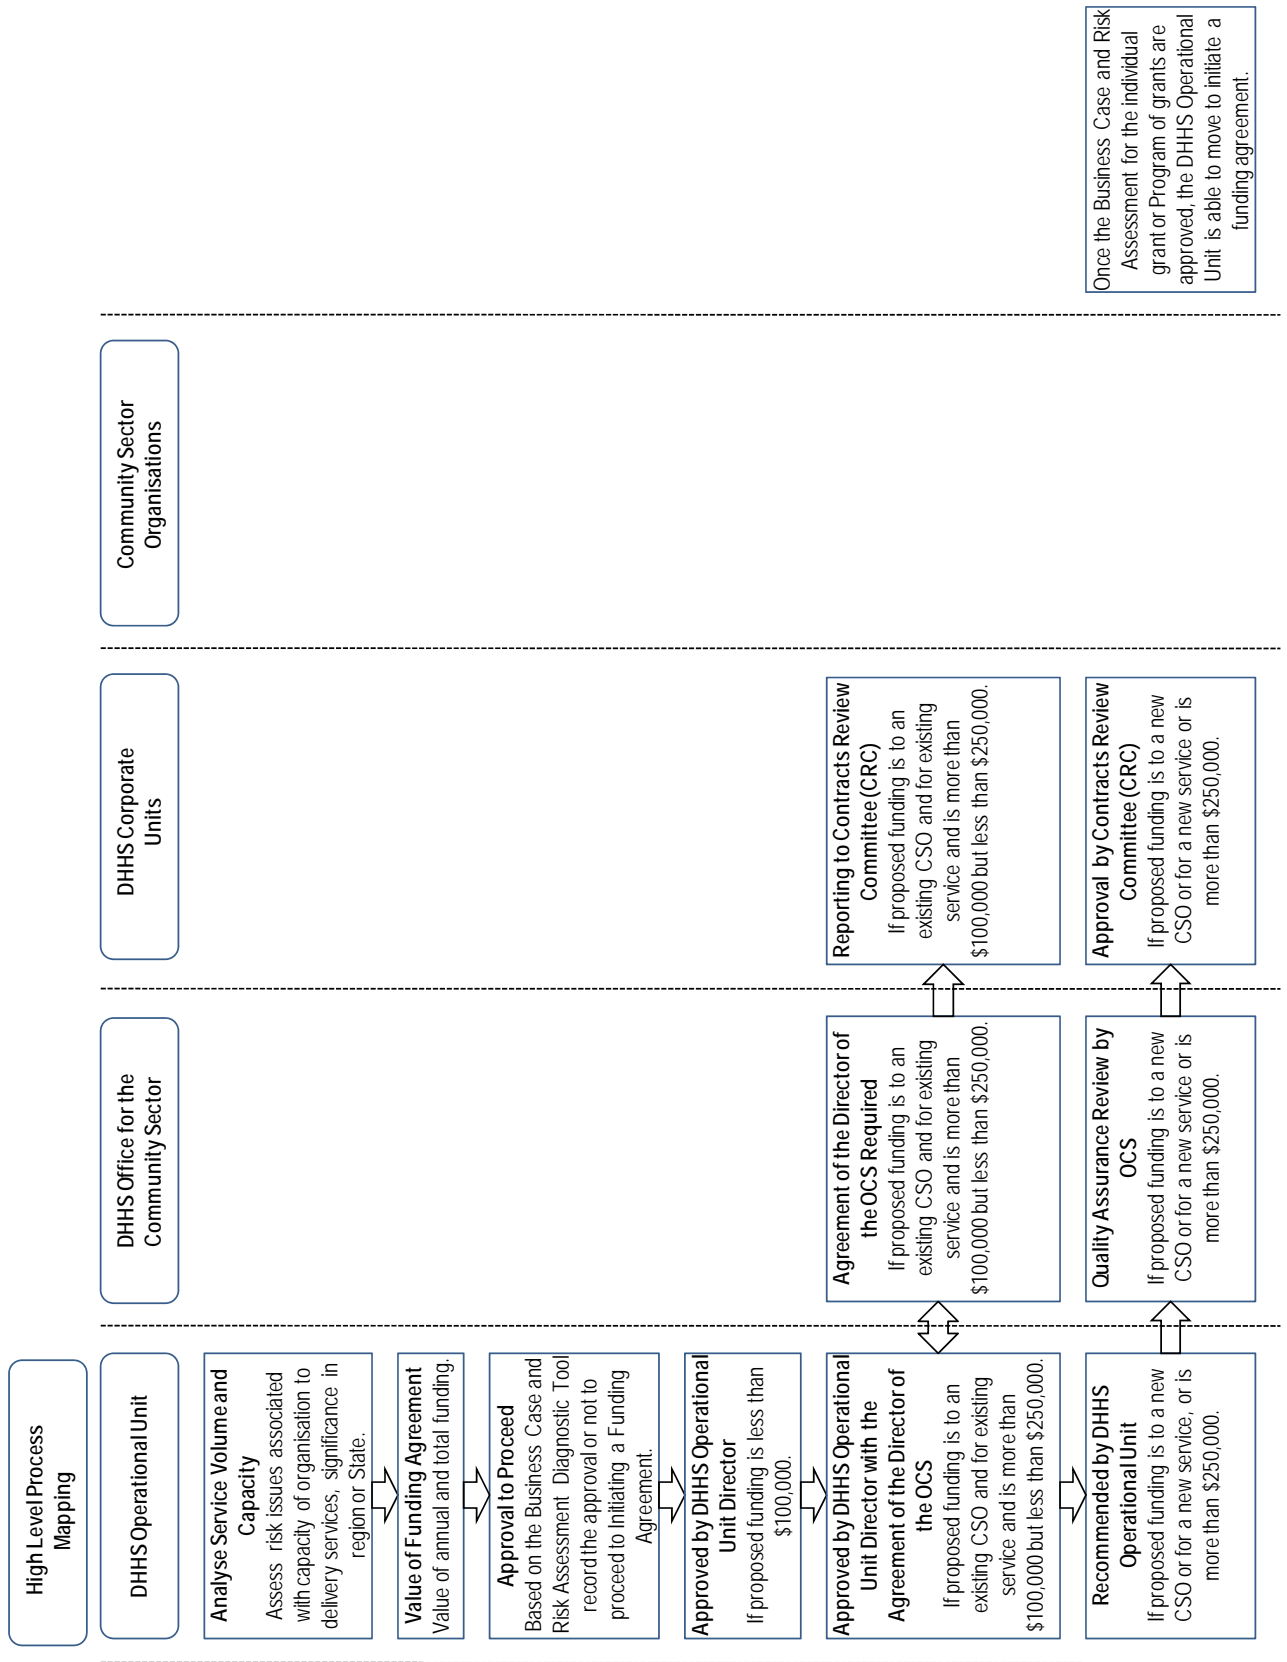 High Level Process
Mapping
DHHS Operational Unit
DHHS Office for the
Community Sector
DHHS Corporate
Units
Community Sector
Organisations
Analyse Service Volume and
Capacity
Assess risk issues associated
with capacity of organisation to
delivery services, significance in
region or State.
Value of Funding Agreement
Value of annual and total funding.
Approval to Proceed
Based on the Business Case and
Risk Assessment Diagnostic Tool
record the approval or not to
proceed to Initiating a Funding
Agreement.
Approved by DHHS Operational
Unit Director
If proposed funding is less than
$100,000.
Approved by DHHS Operational
Unit Director with the
Agreement of the Director of
the OCS
If proposed funding is to an
existing CSO and for existing
service and is more than
$100,000 but less than $250,000.
Agreement of the Director of
the OCS Required
If proposed funding is to an
existing CSO and for existing
service and is more than
$100,000 but less than $250,000.
Reporting to Contracts Review
Committee (CRC)
If proposed funding is to an
existing CSO and for existing
service and is more than
$100,000 but less than $250,000.
Recommended by DHHS
Operational Unit
If proposed funding is to a new
CSO or for a new service, or is
more than $250,000.
Quality Assurance Review by
OCS
If proposed funding is to a new
CSO or for a new service or is
more than $250,000.
Approval by Contracts Review
Committee (CRC)
If proposed funding is to a new
CSO or for a new service or is
more than $250,000.
Once the Business Case and Risk
Assessment for the individual
grant or Program of grants are
approved, the DHHS Operational
Unit is able to move to initiate a
funding agreement.